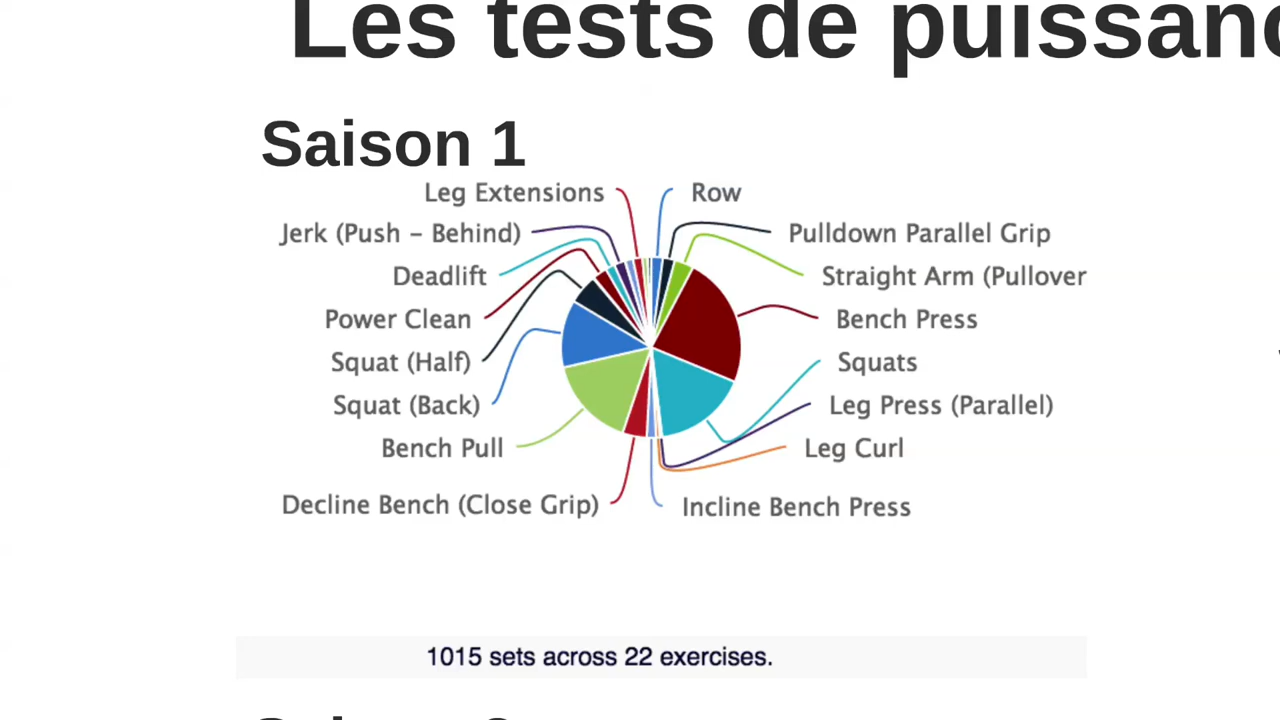 Les tests de
Saison 1
Leg Extensions
Row
Jerk (Push – Behind)
Pulldown Parallel Grip
Deadlift
Straight Arm (Pullover
Power Clean
Bench Press
Squat (Half)
Squats
Squat (Back)
Leg Press (Parallel)
Bench Pull
Leg Curl
Decline Bench (Close Grip)
Incline Bench Press
1015 sets across 22 exercises.